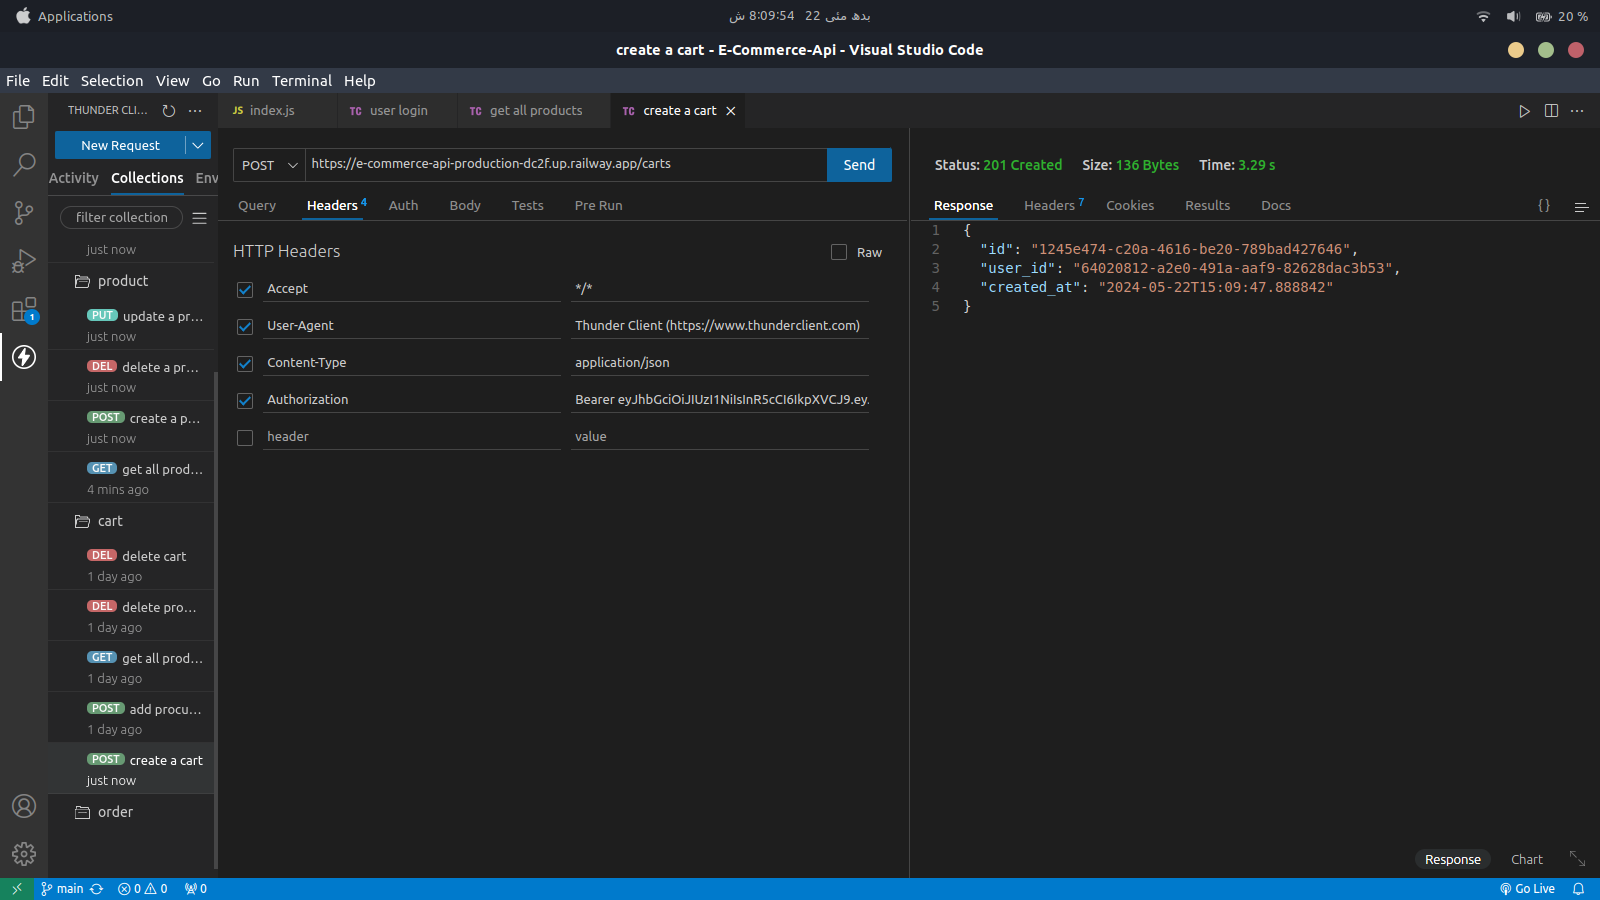 Applications
بدھ مئی 22 8:09:54 ش
20 %
create a cart - E-Commerce-Api - Visual Studio Code
File Edit Selection View Go Run Terminal Help
THUNDER CLI...
JS index.js
TC user login
TC get all products
TC create a cart
New Request
Activity Collections Env
filter collection
just now
product
PUT update a pr...
just now
DEL delete a pr...
just now
POST create a p...
just now
GET get all prod...
4 mins ago
cart
DEL delete cart
1 day ago
DEL delete pro...
1 day ago
GET get all prod...
1 day ago
POST add procu...
1 day ago
POST create a cart
just now
order
POST https://e-commerce-api-production-dc2f.up.railway.app/carts Send
Query Headers 4 Auth Body Tests Pre Run
HTTP Headers Raw
Accept */*
User-Agent Thunder Client (https://www.thunderclient.com)
Content-Type application/json
Authorization Bearer eyJhbGciOiJIUzI1NiIsInR5cCI6IkpXVCJ9.ey.
header value
Status: 201 Created Size: 136 Bytes Time: 3.29 s
Response Headers 7 Cookies Results Docs {}
1 {
2 "id": "1245e474-c20a-4616-be20-789bad427646",
3 "user_id": "64020812-a2e0-491a-aaf9-82628dac3b53",
4 "created_at": "2024-05-22T15:09:47.888842"
5 }
Response Chart
1
main 0 0 0 Go Live